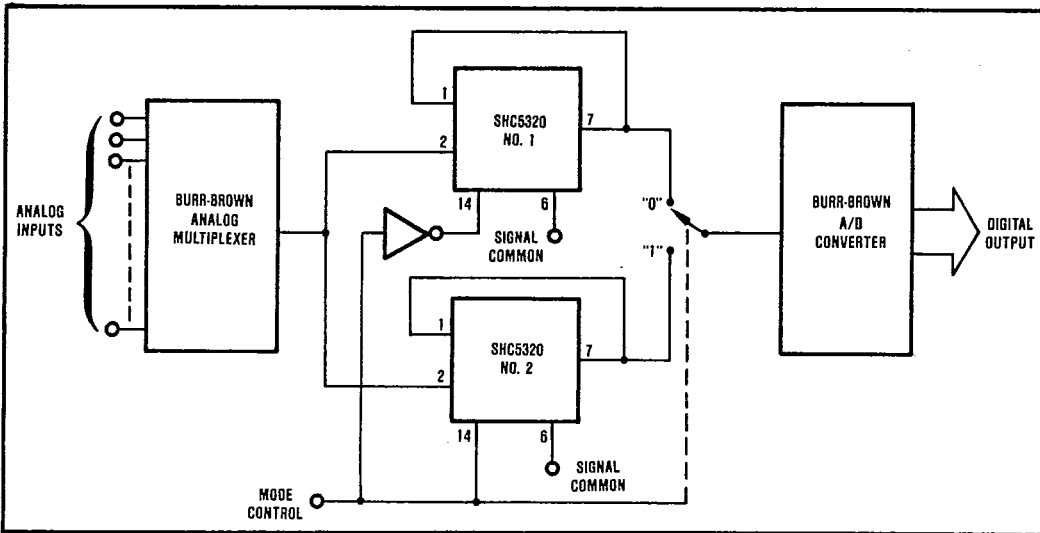 ANALOG
INPUTS
BURR-BROWN
ANALOG
MULTIPLEXER
1
2
SHC5320
NO. 1
7
14
6
SIGNAL
COMMON
1
2
SHC5320
NO. 2
7
14
6
SIGNAL
COMMON
MODE
CONTROL
"0"
"1"
BURR-BROWN
A/D
CONVERTER
DIGITAL
OUTPUT